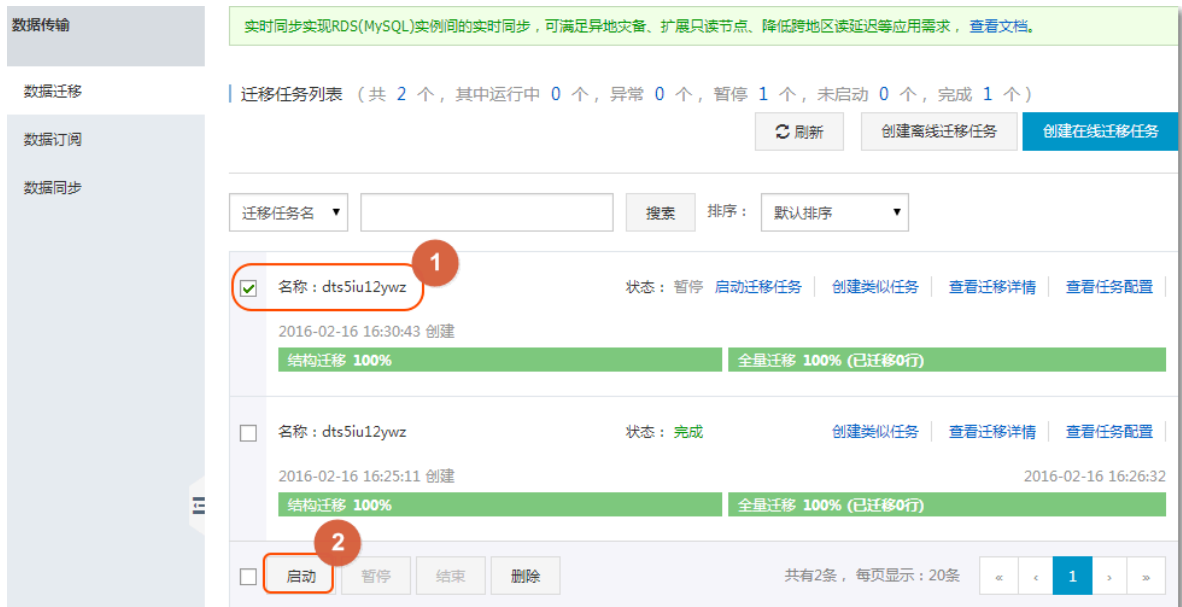 数据传输
数据迁移
数据订阅
数据同步
实时同步实现RDS(MySQL)实例间的实时同步，可满足异地灾备、扩展只读节点、降低跨地区读延迟等应用需求， 查看文档。
迁移任务列表 （共 2 个，其中运行中 0 个，异常 0 个，暂停 1 个，未启动 0 个，完成 1 个）
刷新 创建离线迁移任务 创建在线迁移任务
迁移任务名 搜索 排序： 默认排序
1
名称：dts5iu12ywz 状态：暂停 启动迁移任务 创建类似任务 查看迁移详情 查看任务配置
2016-02-16 16:30:43 创建
结构迁移 100% 全量迁移 100% (已迁移0行)
名称：dts5iu12ywz 状态：完成 创建类似任务 查看迁移详情 查看任务配置
2016-02-16 16:25:11 创建 2016-02-16 16:26:32
结构迁移 100% 全量迁移 100% (已迁移0行)
2
启动 暂停 结束 删除 共有2条，每页显示：20条 « ‹ 1 › »